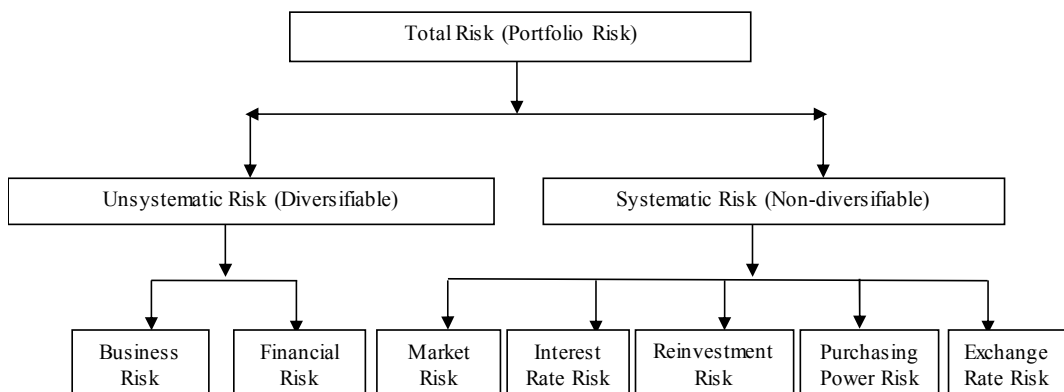 Total Risk (Portfolio Risk)
Unsystematic Risk (Diversifiable)
Systematic Risk (Non-diversifiable)
Business
Risk
Financial
Risk
Market
Risk
Interest
Rate Risk
Reinvestment
Risk
Purchasing
Power Risk
Exchange
Rate Risk